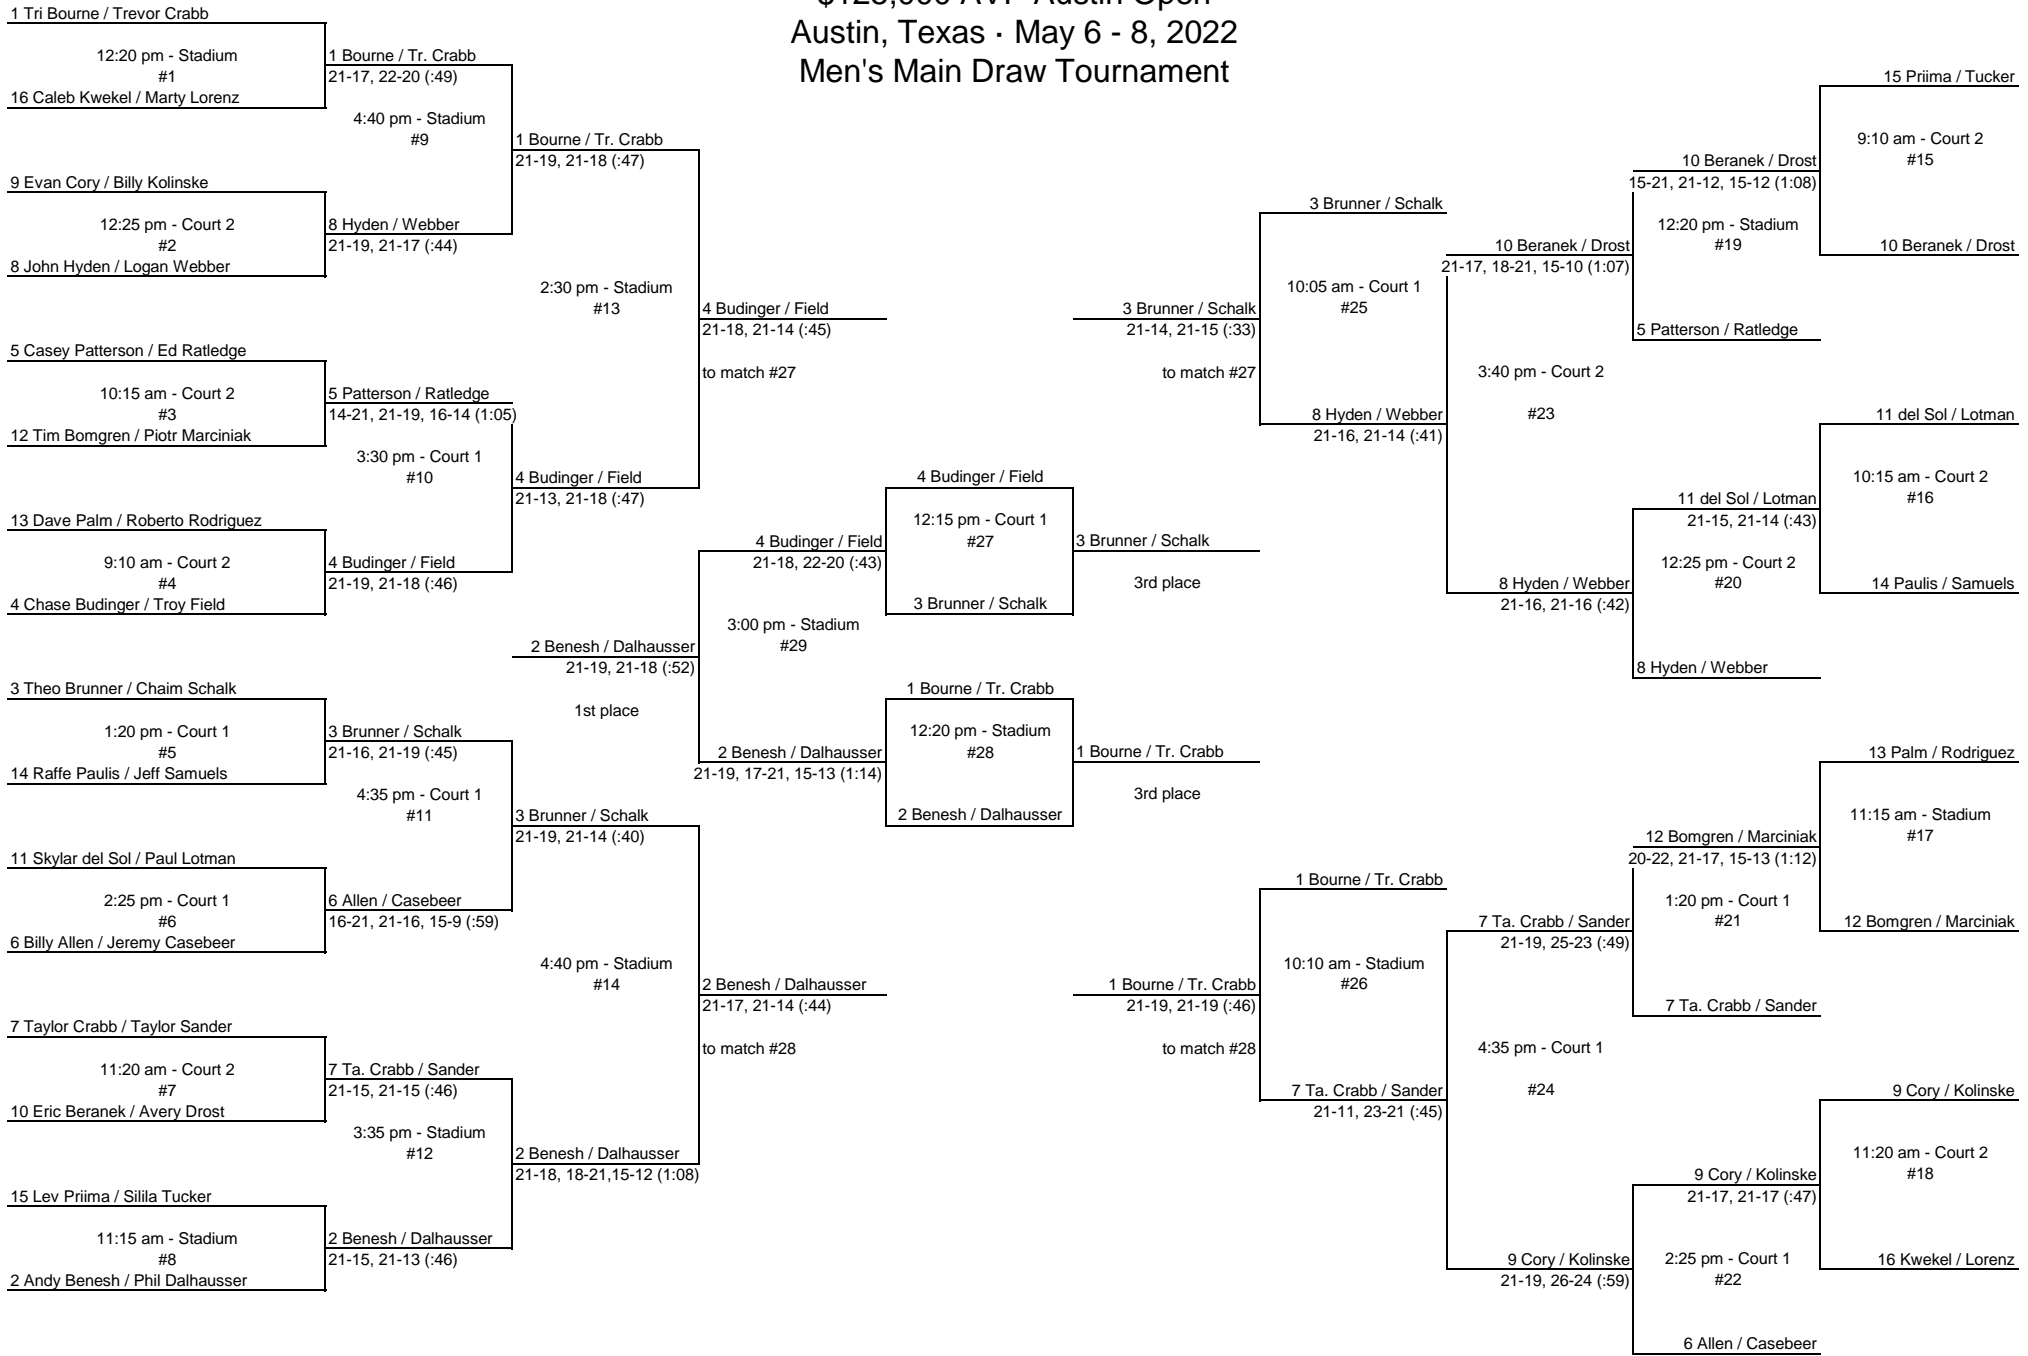 Austin, Texas · May 6 - 8, 2022
Men's Main Draw Tournament
1 Tri Bourne / Trevor Crabb
12:20 pm - Stadium
#1
16 Caleb Kwekel / Marty Lorenz
9 Evan Cory / Billy Kolinske
12:25 pm - Court 2
#2
8 John Hyden / Logan Webber
5 Casey Patterson / Ed Ratledge
10:15 am - Court 2
#3
12 Tim Bomgren / Piotr Marciniak
13 Dave Palm / Roberto Rodriguez
9:10 am - Court 2
#4
4 Chase Budinger / Troy Field
3 Theo Brunner / Chaim Schalk
1:20 pm - Court 1
#5
14 Raffe Paulis / Jeff Samuels
11 Skylar del Sol / Paul Lotman
2:25 pm - Court 1
#6
6 Billy Allen / Jeremy Casebeer
7 Taylor Crabb / Taylor Sander
11:20 am - Court 2
#7
10 Eric Beranek / Avery Drost
15 Lev Priima / Silila Tucker
11:15 am - Stadium
#8
2 Andy Benesh / Phil Dalhausser
1 Bourne / Tr. Crabb
21-17, 22-20 (:49)
4:40 pm - Stadium
#9
8 Hyden / Webber
21-19, 21-17 (:44)
5 Patterson / Ratledge
14-21, 21-19, 16-14 (1:05)
3:30 pm - Court 1
#10
4 Budinger / Field
21-19, 21-18 (:46)
3 Brunner / Schalk
21-16, 21-19 (:45)
4:35 pm - Court 1
#11
6 Allen / Casebeer
16-21, 21-16, 15-9 (:59)
7 Ta. Crabb / Sander
21-15, 21-15 (:46)
3:35 pm - Stadium
#12
2 Benesh / Dalhausser
21-15, 21-13 (:46)
1 Bourne / Tr. Crabb
21-19, 21-18 (:47)
2:30 pm - Stadium
#13
4 Budinger / Field
21-13, 21-18 (:47)
3 Brunner / Schalk
21-19, 21-14 (:40)
4:40 pm - Stadium
#14
2 Benesh / Dalhausser
21-18, 18-21,15-12 (1:08)
4 Budinger / Field
21-18, 21-14 (:45)
to match #27
2 Benesh / Dalhausser
21-17, 21-14 (:44)
to match #28
2 Benesh / Dalhausser
21-19, 21-18 (:52)
1st place
4 Budinger / Field
21-18, 22-20 (:43)
3:00 pm - Stadium
#29
2 Benesh / Dalhausser
21-19, 17-21, 15-13 (1:14)
4 Budinger / Field
12:15 pm - Court 1
#27
3 Brunner / Schalk
1 Bourne / Tr. Crabb
12:20 pm - Stadium
#28
2 Benesh / Dalhausser
3 Brunner / Schalk
3rd place
1 Bourne / Tr. Crabb
3rd place
3 Brunner / Schalk
21-14, 21-15 (:33)
to match #27
1 Bourne / Tr. Crabb
21-19, 21-19 (:46)
to match #28
3 Brunner / Schalk
10:05 am - Court 1
#25
8 Hyden / Webber
21-16, 21-14 (:41)
1 Bourne / Tr. Crabb
10:10 am - Stadium
#26
7 Ta. Crabb / Sander
21-11, 23-21 (:45)
10 Beranek / Drost
21-17, 18-21, 15-10 (1:07)
3:40 pm - Court 2
#23
8 Hyden / Webber
21-16, 21-16 (:42)
7 Ta. Crabb / Sander
21-19, 25-23 (:49)
4:35 pm - Court 1
#24
9 Cory / Kolinske
21-19, 26-24 (:59)
10 Beranek / Drost
15-21, 21-12, 15-12 (1:08)
12:20 pm - Stadium
#19
5 Patterson / Ratledge
11 del Sol / Lotman
21-15, 21-14 (:43)
12:25 pm - Court 2
#20
8 Hyden / Webber
12 Bomgren / Marciniak
20-22, 21-17, 15-13 (1:12)
1:20 pm - Court 1
#21
7 Ta. Crabb / Sander
9 Cory / Kolinske
21-17, 21-17 (:47)
2:25 pm - Court 1
#22
6 Allen / Casebeer
15 Priima / Tucker
9:10 am - Court 2
#15
10 Beranek / Drost
11 del Sol / Lotman
10:15 am - Court 2
#16
14 Paulis / Samuels
13 Palm / Rodriguez
11:15 am - Stadium
#17
12 Bomgren / Marciniak
9 Cory / Kolinske
11:20 am - Court 2
#18
16 Kwekel / Lorenz